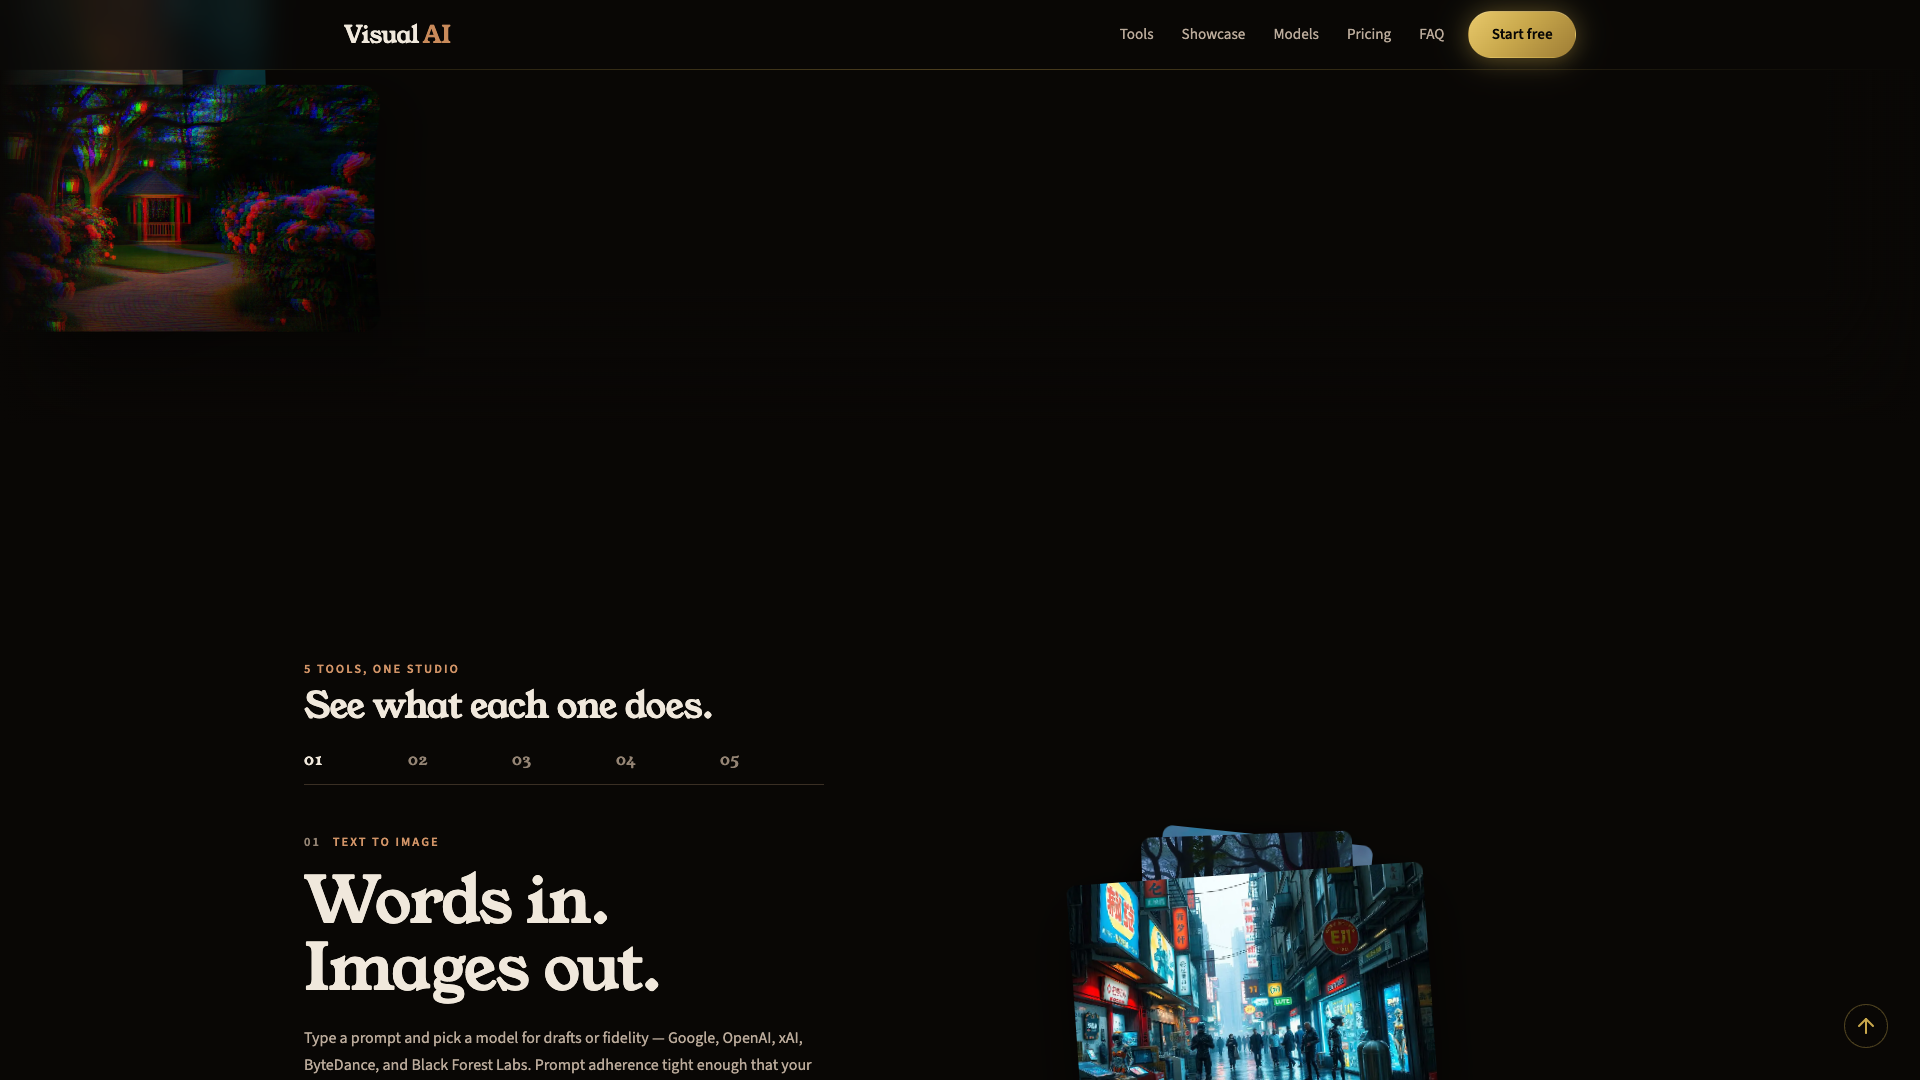 Visual AI
Tools
Showcase
Models
Pricing
FAQ
Start free
5 TOOLS, ONE STUDIO
See what each one does.
01
02
03
04
05
01 TEXT TO IMAGE
Words in.
Images out.
Type a prompt and pick a model for drafts or fidelity — Google, OpenAI, xAI,
ByteDance, and Black Forest Labs. Prompt adherence tight enough that your